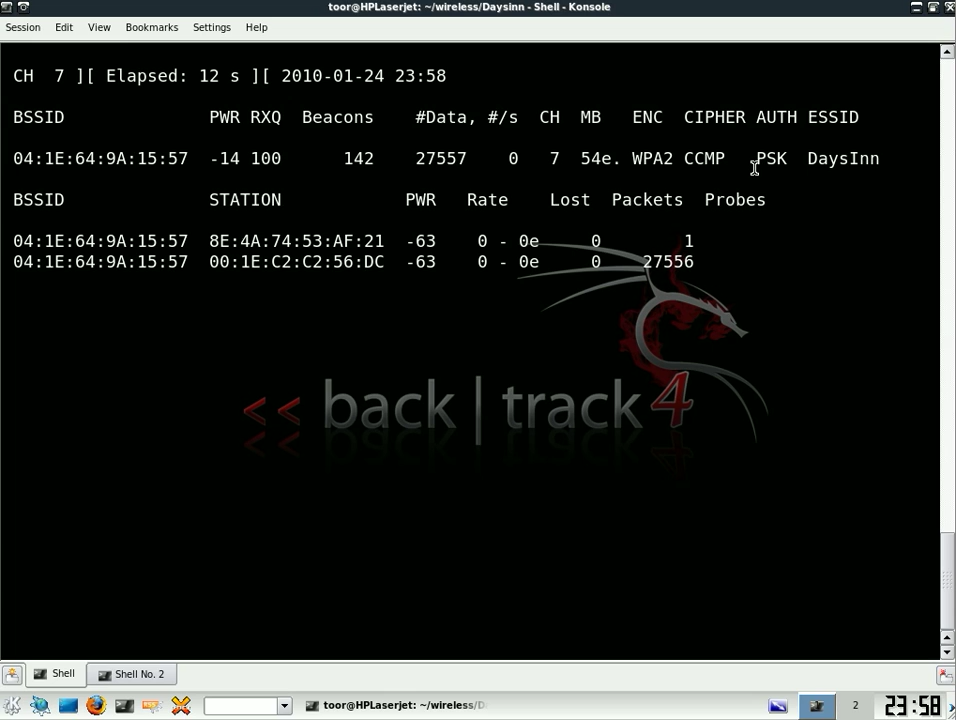 toor@HPLaserjet: ~/wireless/Daysinn - Shell - Konsole
Session Edit View Bookmarks Settings Help
CH 7 ][ Elapsed: 12 s ][ 2010-01-24 23:58
BSSID PWR RXQ Beacons #Data, #/s CH MB ENC CIPHER AUTH ESSID
04:1E:64:9A:15:57 -14 100 142 27557 0 7 54e. WPA2 CCMP PSK DaysInn
BSSID STATION PWR Rate Lost Packets Probes
04:1E:64:9A:15:57 8E:4A:74:53:AF:21 -63 0 - 0e 0 1
04:1E:64:9A:15:57 00:1E:C2:C2:56:DC -63 0 - 0e 0 27556
<< back | track 4
Shell Shell No. 2
toor@HPLaserjet: ~/wireless/D 2 23:58